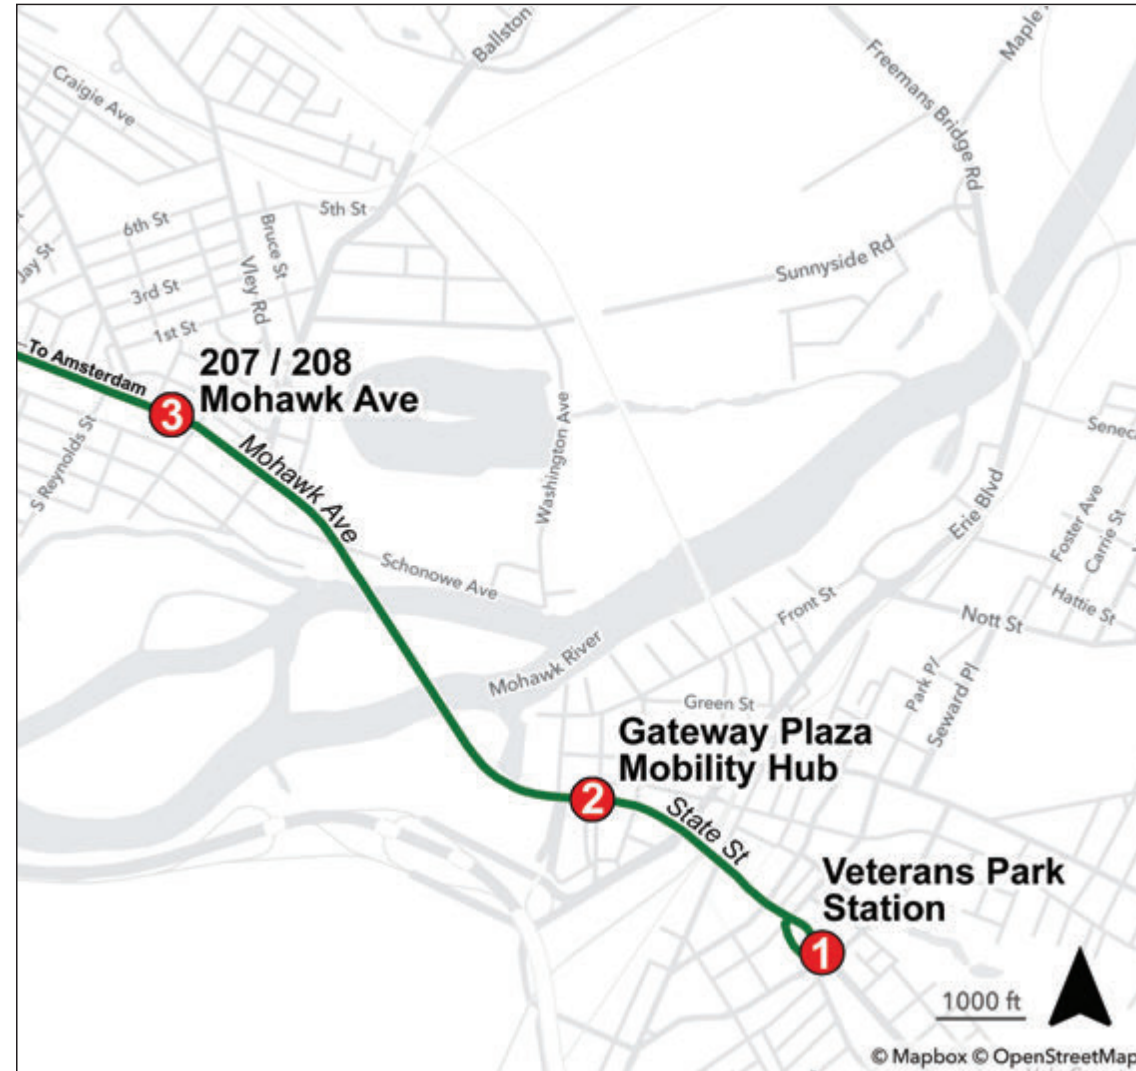 Ballston
Maple
Freemans Bridge Rd
Craigie Ave
5th St
6th St
Bruce St
Jay St
Vley Rd
Sunnyside Rd
3rd St
1st St
To Amsterdam
207 / 208
Mohawk Ave
3
Mohawk Ave
S Reynolds St
Washington Ave
Senec
Erie Blvd
Foster Ave
Carrie St
Schonowe Ave
Front St
Hattie St
Nott St
Mohawk River
Park Pl
Seward Pl
Green St
Gateway Plaza
Mobility Hub
2
State St
Veterans Park
Station
1
1000 ft
© Mapbox © OpenStreetMap